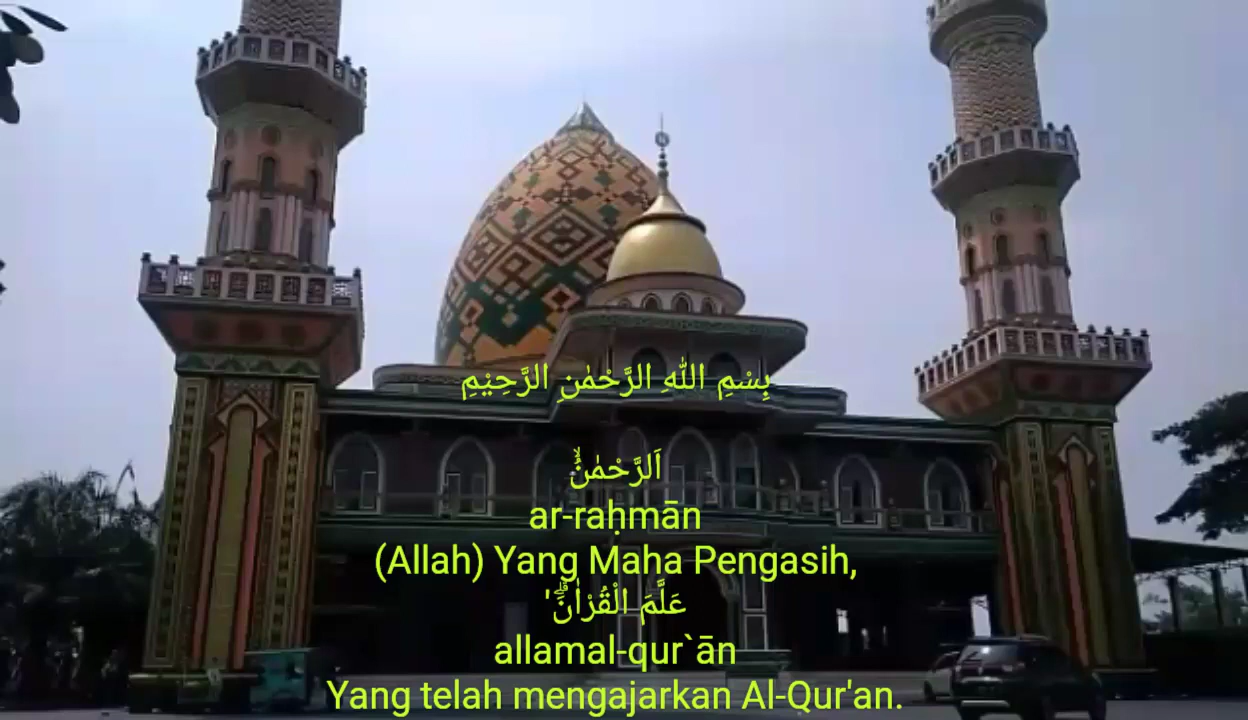 بِسْمِ اللّٰهِ الرَّحْمٰنِ الرَّحِيْمِ
اَلرَّحْمٰنُۙ
ar-raḥmān
(Allah) Yang Maha Pengasih,
عَلَّمَ الْقُرْاٰنَۗ'
allamal-qur`ān
Yang telah mengajarkan Al-Qur'an.